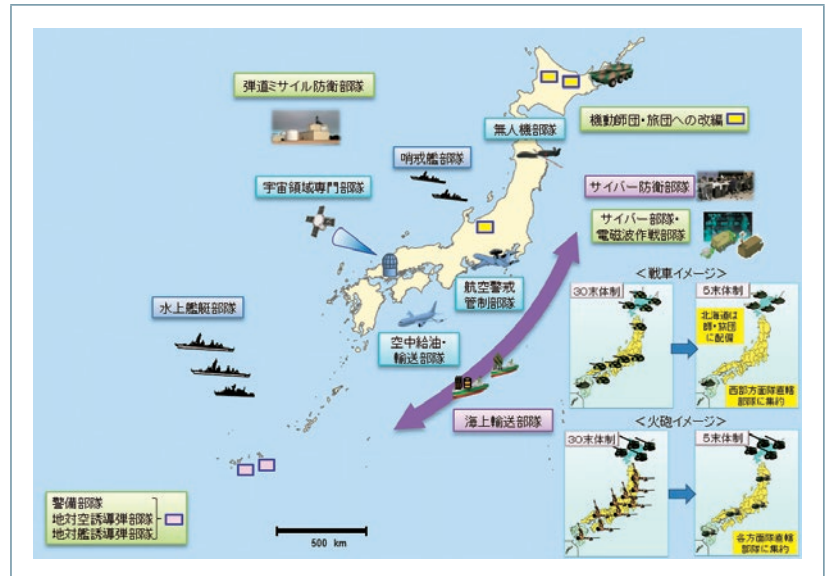 弾道ミサイル防衛部隊
無人機部隊
機動師団・旅団への改編
哨戒艦部隊
宇宙領域専門部隊
サイバー防衛部隊
サイバー部隊・
電磁波作戦部隊
航空警戒
管制部隊
水上艦艇部隊
空中給油・
輸送部隊
海上輸送部隊
<戦車イメージ>
30末体制
5末体制
北海道は
師・旅団
に配備
西部方面隊直轄
部隊に集約
<火砲イメージ>
30末体制
5末体制
各方面隊直轄
部隊に集約
警備部隊
地対空誘導弾部隊
地対艦誘導弾部隊
500 km